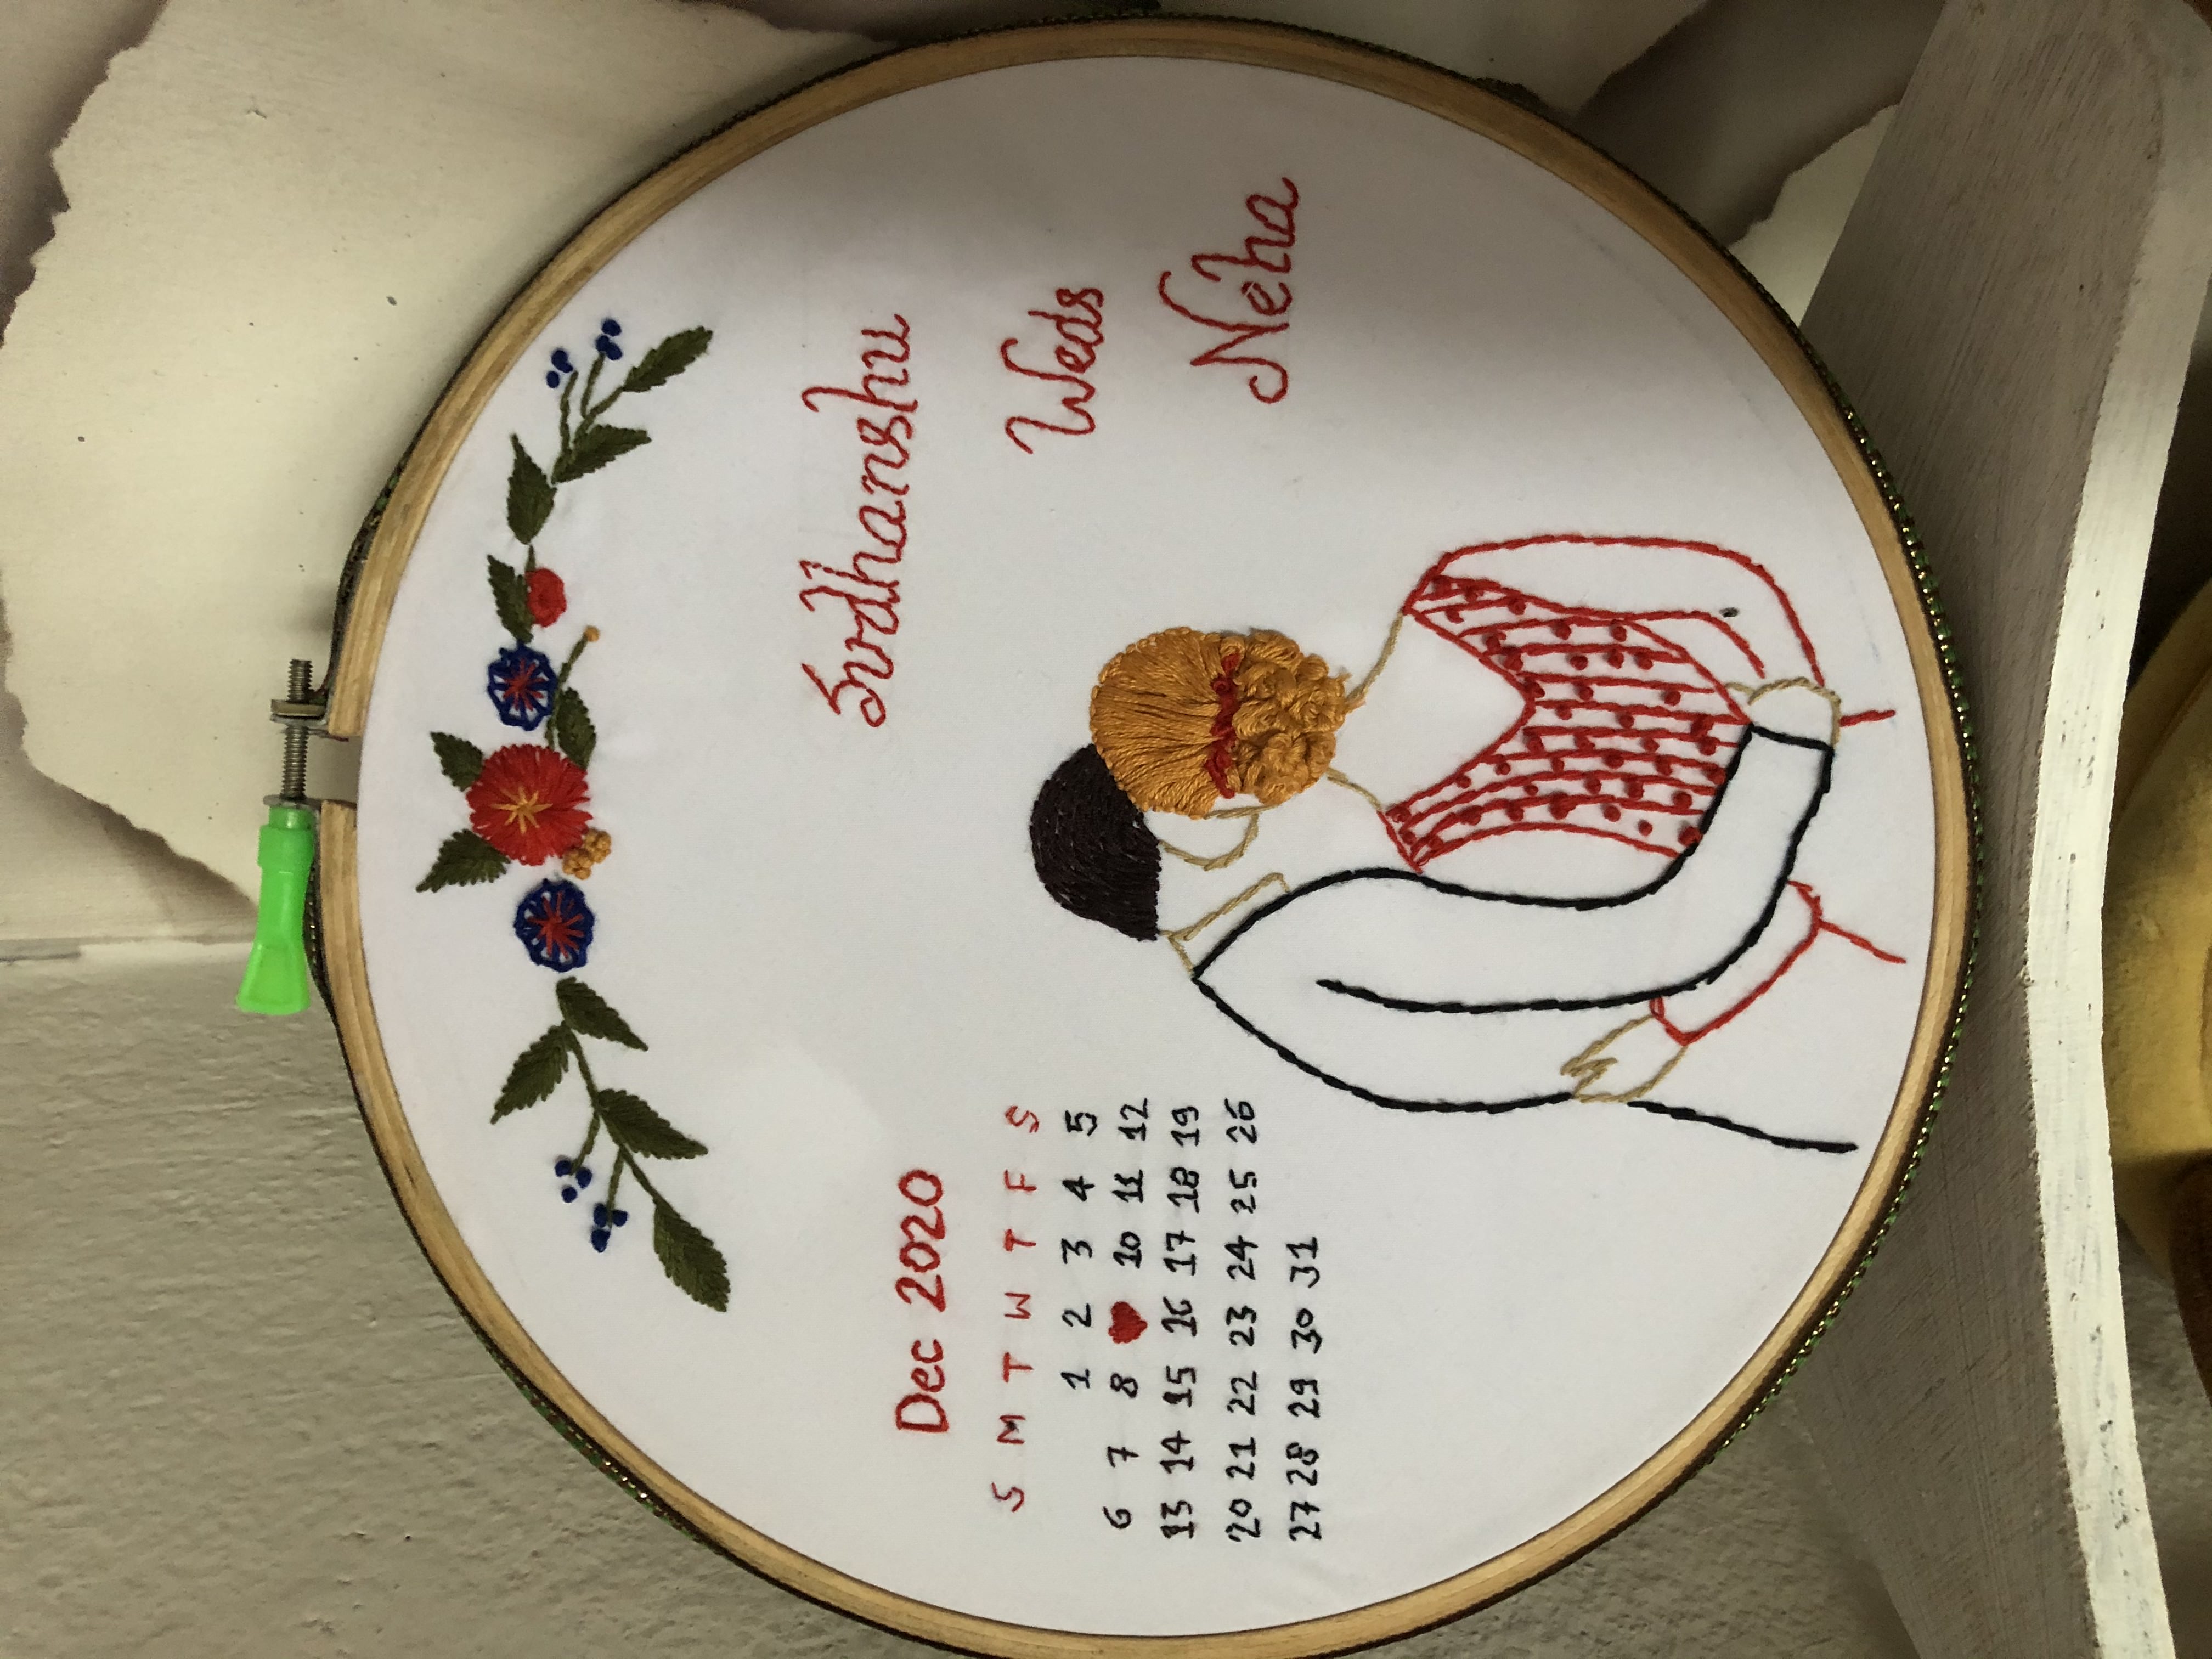 Sudhanshu
Weds
Neha
Dec 2020
S M T W T F S
1 2 3 4 5
6 7 8 10 11 12
13 14 15 16 17 18 19
20 21 22 23 24 25 26
27 28 29 30 31